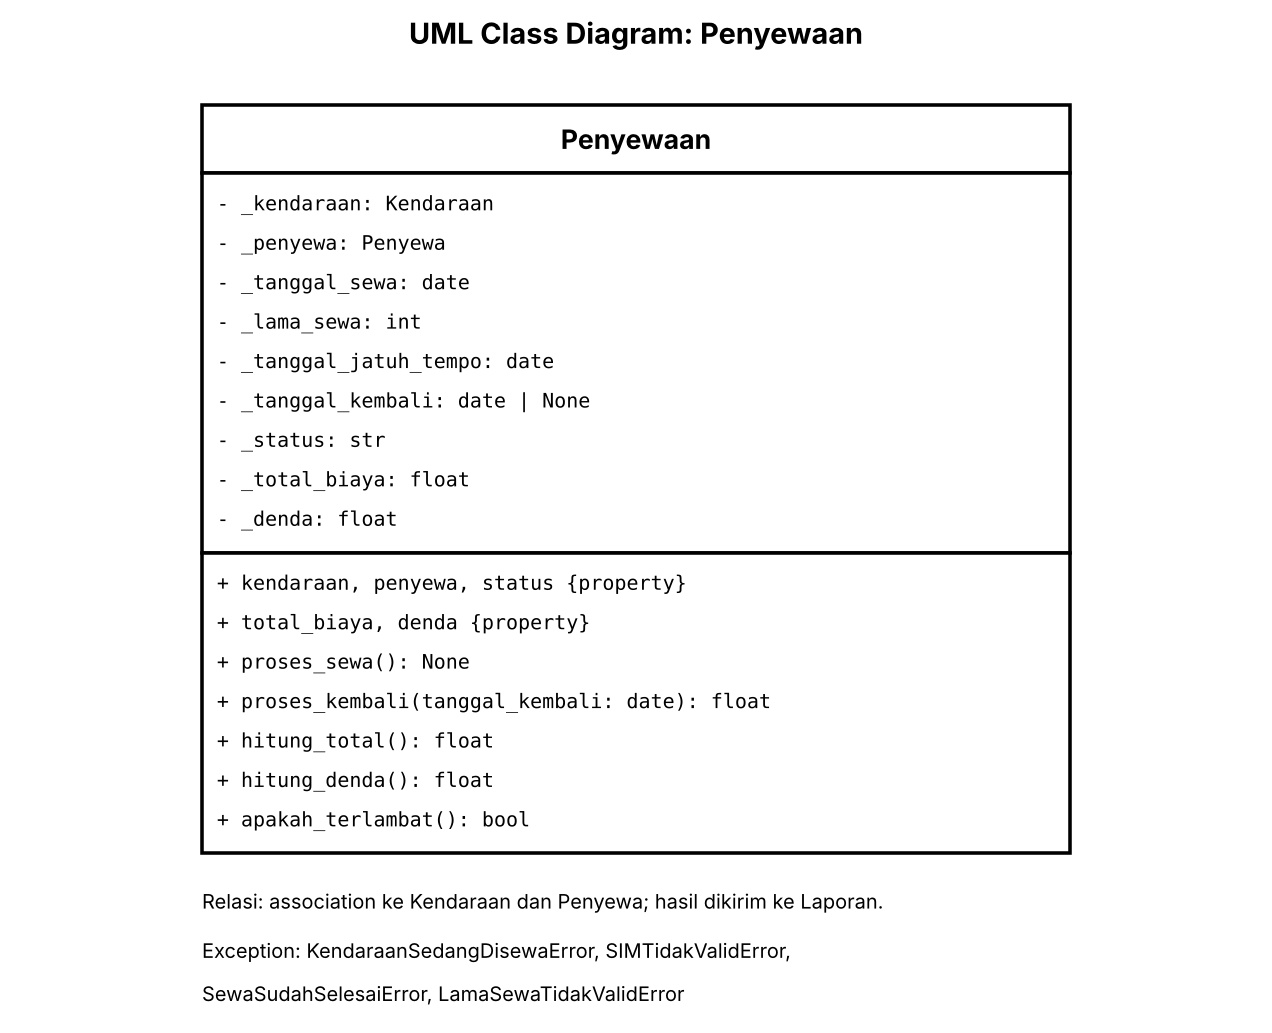 UML Class Diagram: Penyewaan
Penyewaan
- _kendaraan: Kendaraan
- _penyewa: Penyewa
- _tanggal_sewa: date
- _lama_sewa: int
- _tanggal_jatuh_tempo: date
- _tanggal_kembali: date | None
- _status: str
- _total_biaya: float
- _denda: float
+ kendaraan, penyewa, status {property}
+ total_biaya, denda {property}
+ proses_sewa(): None
+ proses_kembali(tanggal_kembali: date): float
+ hitung_total(): float
+ hitung_denda(): float
+ apakah_terlambat(): bool
Relasi: association ke Kendaraan dan Penyewa; hasil dikirim ke Laporan.
Exception: KendaraanSedangDisewaError, SIMTidakValidError,
SewaSudahSelesaiError, LamaSewaTidakValidError